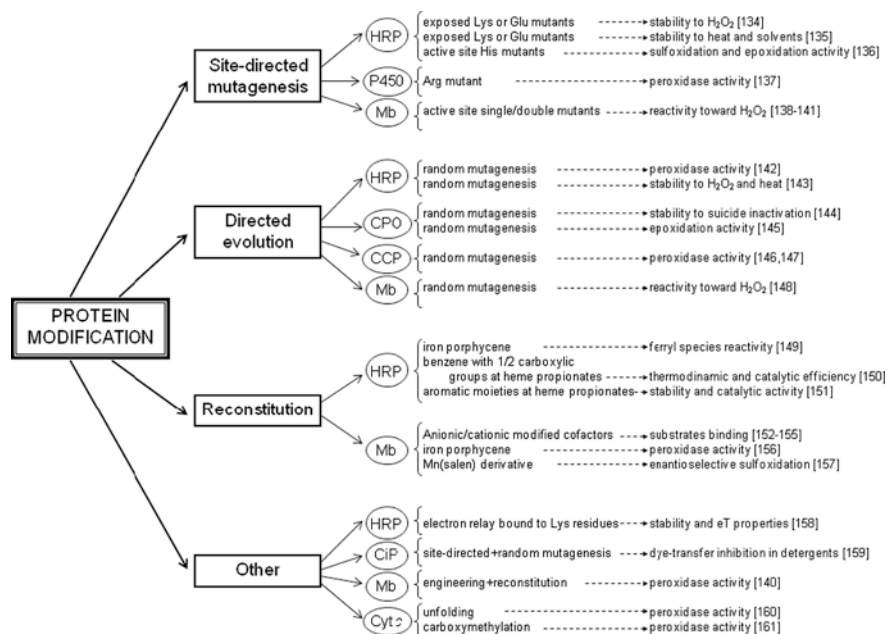 PROTEIN
MODIFICATION
Site-directed
mutagenesis
HRP
exposed Lys or Glu mutants stability to H₂O₂ [134]
exposed Lys or Glu mutants stability to heat and solvents [135]
active site His mutants sulfoxidation and epoxidation activity [136]
P450
Arg mutant peroxidase activity [137]
Mb
active site single/double mutants reactivity toward H₂O₂ [138-141]
Directed
evolution
HRP
random mutagenesis peroxidase activity [142]
random mutagenesis stability to H₂O₂ and heat [143]
CPO
random mutagenesis stability to suicide inactivation [144]
random mutagenesis epoxidation activity [145]
CCP
random mutagenesis peroxidase activity [146,147]
Mb
random mutagenesis reactivity toward H₂O₂ [148]
Reconstitution
HRP
iron porphycene ferryl species reactivity [149]
benzene with 1/2 carboxylic
groups at heme propionates thermodinamic and catalytic efficiency [150]
aromatic moieties at heme propionates stability and catalytic activity [151]
Mb
Anionic/cationic modified cofactors substrates binding [152-155]
iron porphycene peroxidase activity [156]
Mn(salen) derivative enantioselective sulfoxidation [157]
Other
HRP
electron relay bound to Lys residues stability and eT properties [158]
CiP
site-directed+random mutagenesis dye-transfer inhibition in detergents [159]
Mb
engineering+reconstitution peroxidase activity [140]
Cyt c
unfolding peroxidase activity [160]
carboxymethylation peroxidase activity [161]